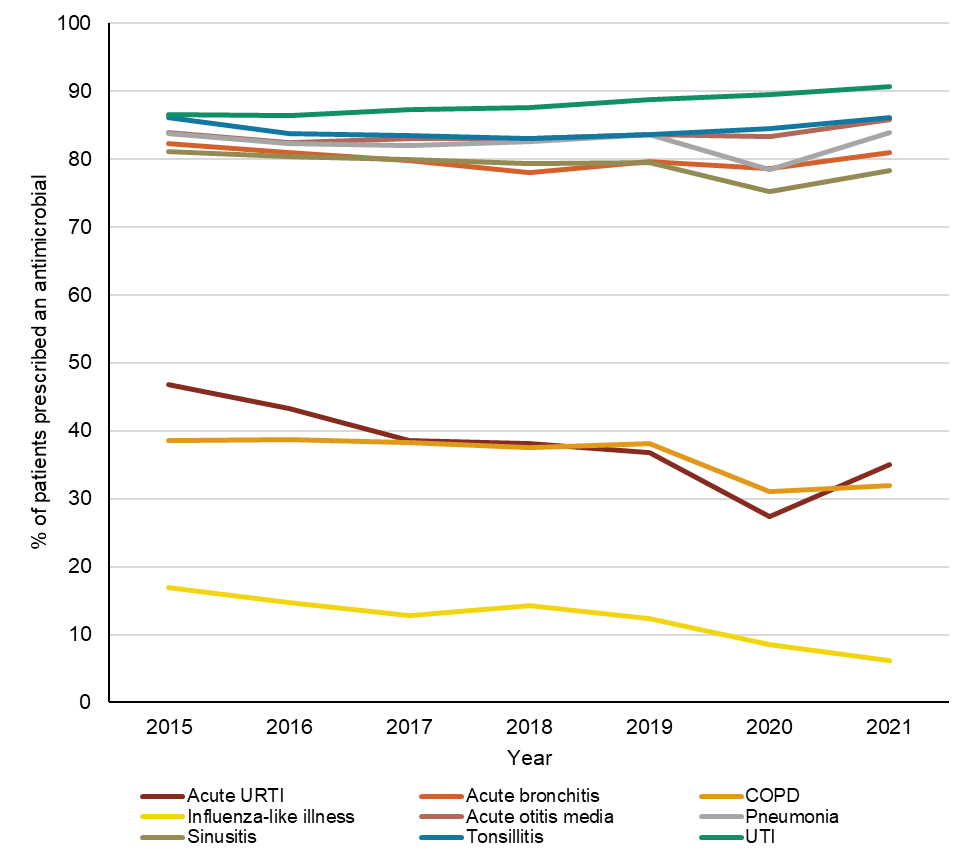 % of patients prescribed an antimicrobial
100
90
80
70
60
50
40
30
20
10
0
2015 2016 2017 2018 2019 2020 2021
Year
Acute URTI Acute bronchitis COPD
Influenza-like illness Acute otitis media Pneumonia
Sinusitis Tonsillitis UTI